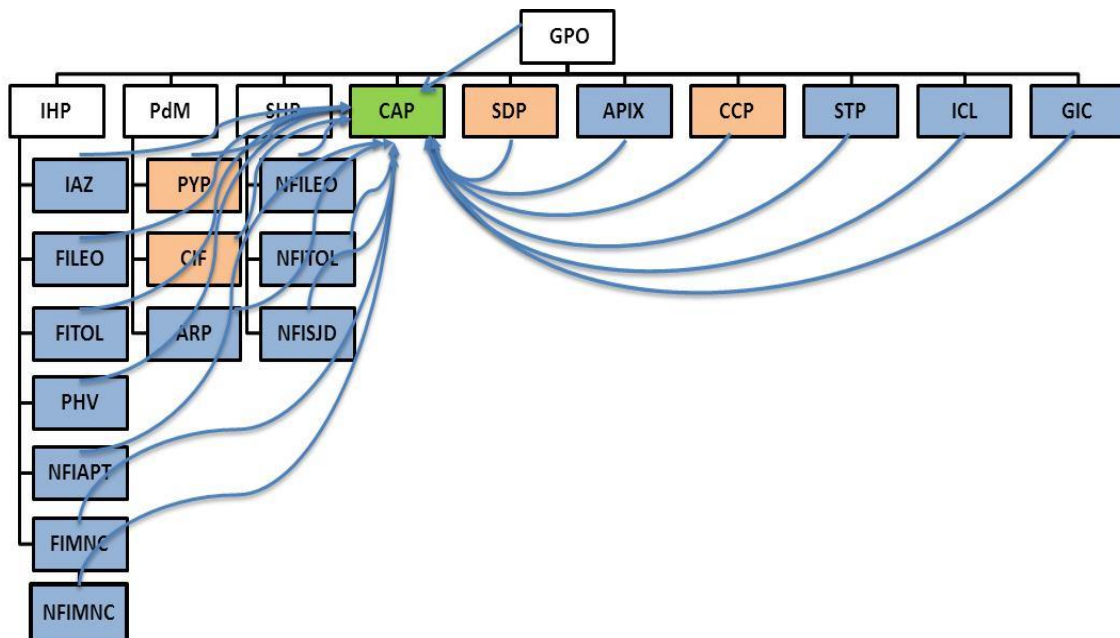 GPO
IHP
PdM
SHP
CAP
SDP
APIX
CCP
STP
ICL
GIC
IAZ
PYP
NFILEO
FILEO
CIF
NFITOL
FITOL
ARP
NFISJD
PHV
NFIAPT
FIMNC
NFIMNC